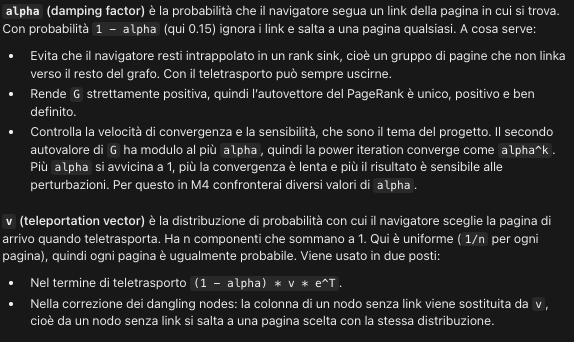 alpha (damping factor) è la probabilità che il navigatore segua un link della pagina in cui si trova.
Con probabilità 1 − alpha (qui 0.15) ignora i link e salta a una pagina qualsiasi. A cosa serve:
• Evita che il navigatore resti intrappolato in un rank sink, cioè un gruppo di pagine che non linka
verso il resto del grafo. Con il teletrasporto può sempre uscirne.
• Rende G strettamente positiva, quindi l'autovettore del PageRank è unico, positivo e ben
definito.
• Controlla la velocità di convergenza e la sensibilità, che sono il tema del progetto. Il secondo
autovalore di G ha modulo al più alpha, quindi la power iteration converge come alpha^k.
Più alpha si avvicina a 1, più la convergenza è lenta e più il risultato è sensibile alle
perturbazioni. Per questo in M4 confronterai diversi valori di alpha.
v (teleportation vector) è la distribuzione di probabilità con cui il navigatore sceglie la pagina di
arrivo quando teletrasporta. Ha n componenti che sommano a 1. Qui è uniforme (1/n per ogni
pagina), quindi ogni pagina è ugualmente probabile. Viene usato in due posti:
• Nel termine di teletrasporto (1 − alpha) * v * e^T.
• Nella correzione dei dangling nodes: la colonna di un nodo senza link viene sostituita da v,
cioè da un nodo senza link si salta a una pagina scelta con la stessa distribuzione.